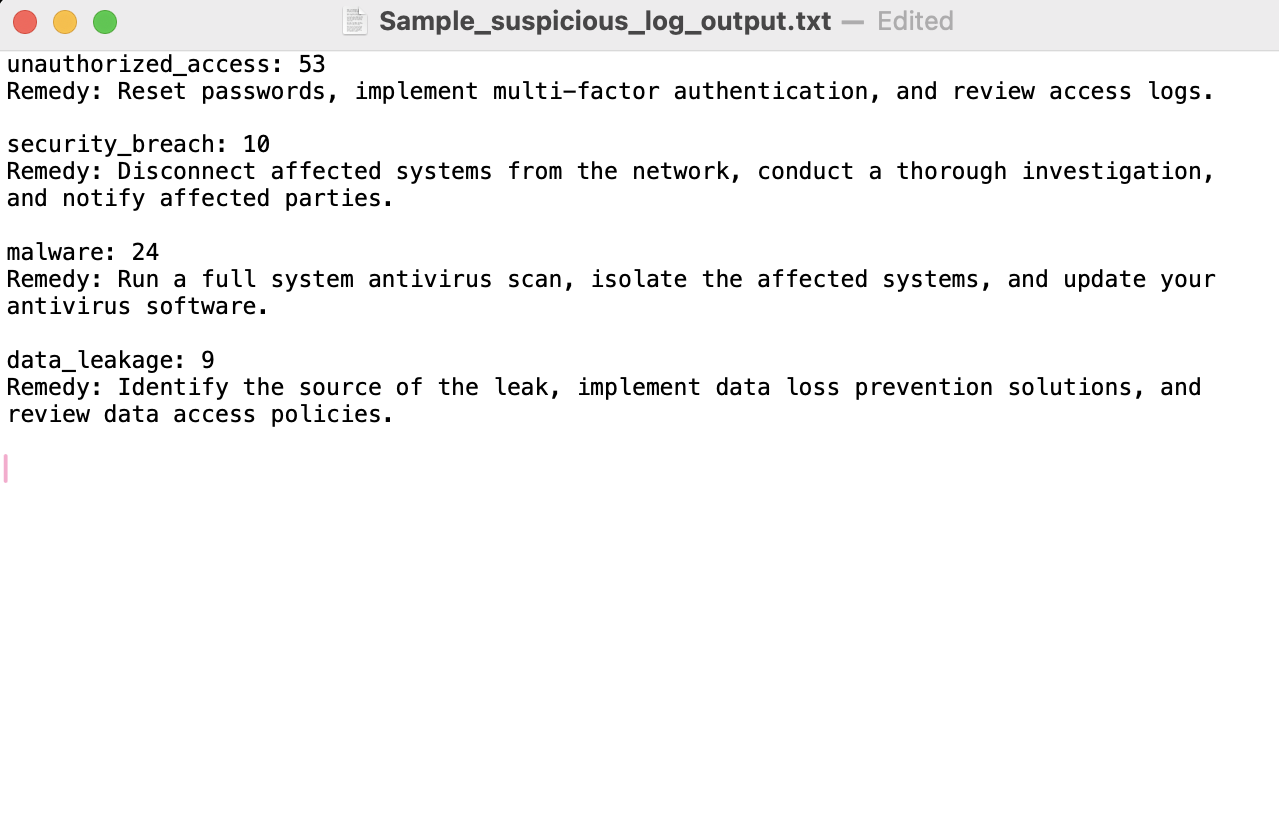 Sample_suspicious_log_output.txt — Edited
unauthorized_access: 53
Remedy: Reset passwords, implement multi-factor authentication, and review access logs.
security_breach: 10
Remedy: Disconnect affected systems from the network, conduct a thorough investigation,
and notify affected parties.
malware: 24
Remedy: Run a full system antivirus scan, isolate the affected systems, and update your
antivirus software.
data_leakage: 9
Remedy: Identify the source of the leak, implement data loss prevention solutions, and
review data access policies.